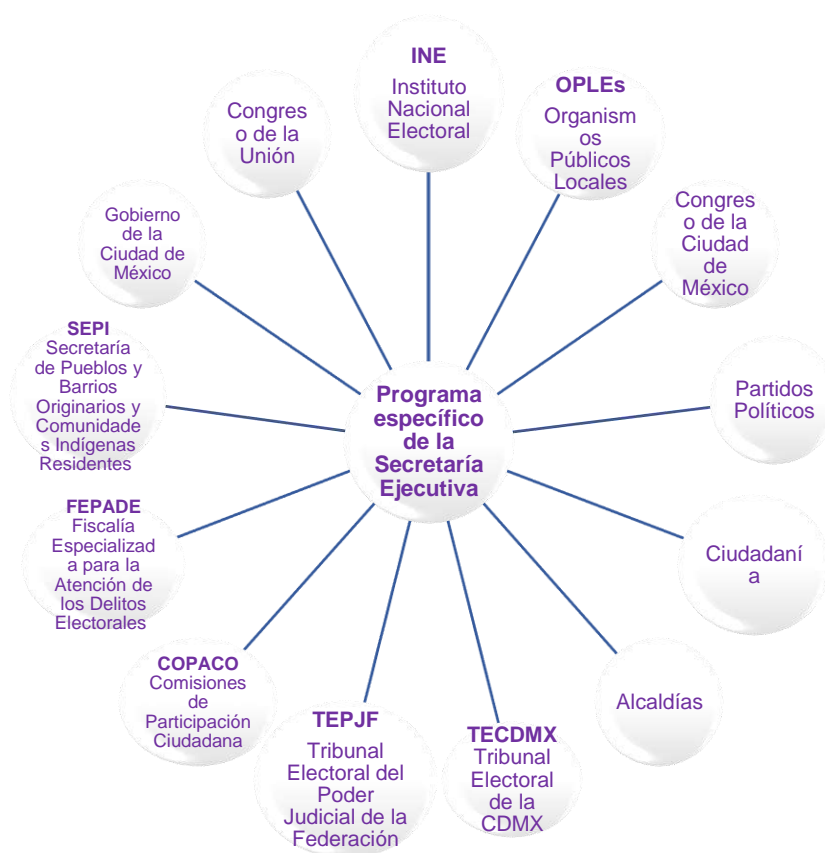 INE
Instituto
Nacional
Electoral
OPLEs
Organism
os
Públicos
Locales
Congres
o de la
Ciudad
de
México
Partidos
Políticos
Ciudadaní
a
Alcaldías
TECDMX
Tribunal
Electoral
de la
CDMX
TEPJF
Tribunal
Electoral del
Poder
Judicial de la
Federación
COPACO
Comisiones
de
Participación
Ciudadana
FEPADE
Fiscalía
Especializad
a para la
Atención de
los Delitos
Electorales
SEPI
Secretaría
de Pueblos y
Barrios
Originarios y
Comunidade
s Indígenas
Residentes
Gobierno
de la
Ciudad de
México
Congres
o de la
Unión
Programa
específico
de la
Secretaría
Ejecutiva